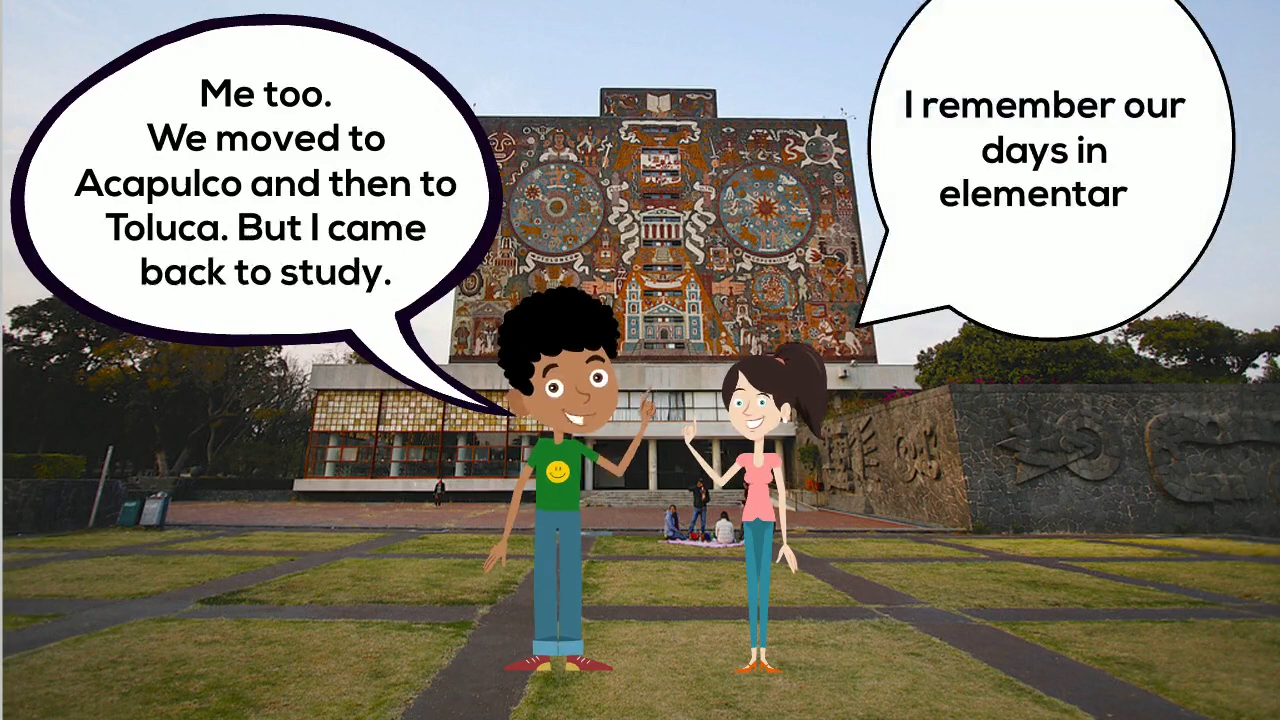 Me too.
We moved to
Acapulco and then to
Toluca. But I came
back to study.
I remember our
days in
elementar